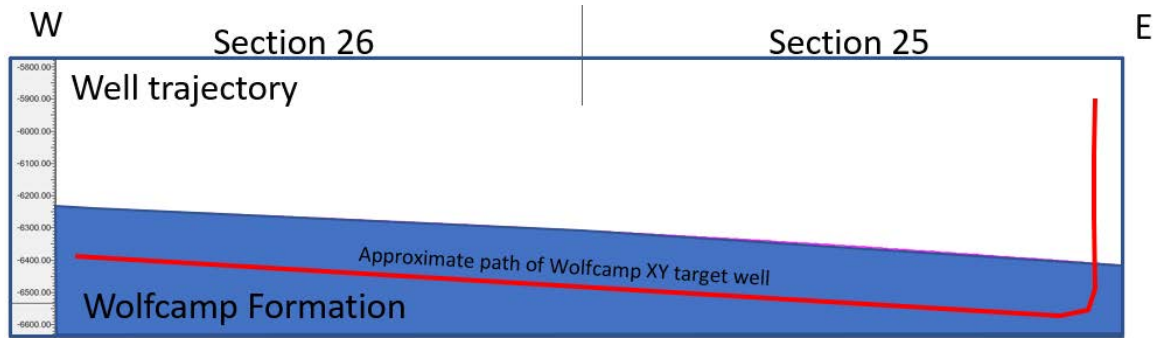 W
E
Section 26
Section 25
-5800.00
Well trajectory
-5900.00
-6000.00
-6100.00
-6200.00
-6300.00
-6400.00
Approximate path of Wolfcamp XY target well
-6500.00
Wolfcamp Formation
-6600.00